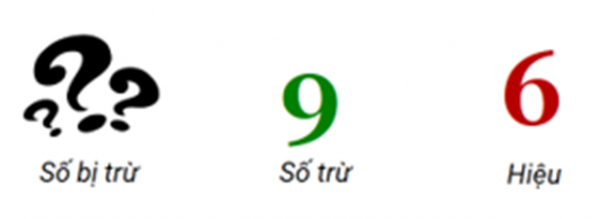 ??? 9 6
Số bị trừ Số trừ Hiệu